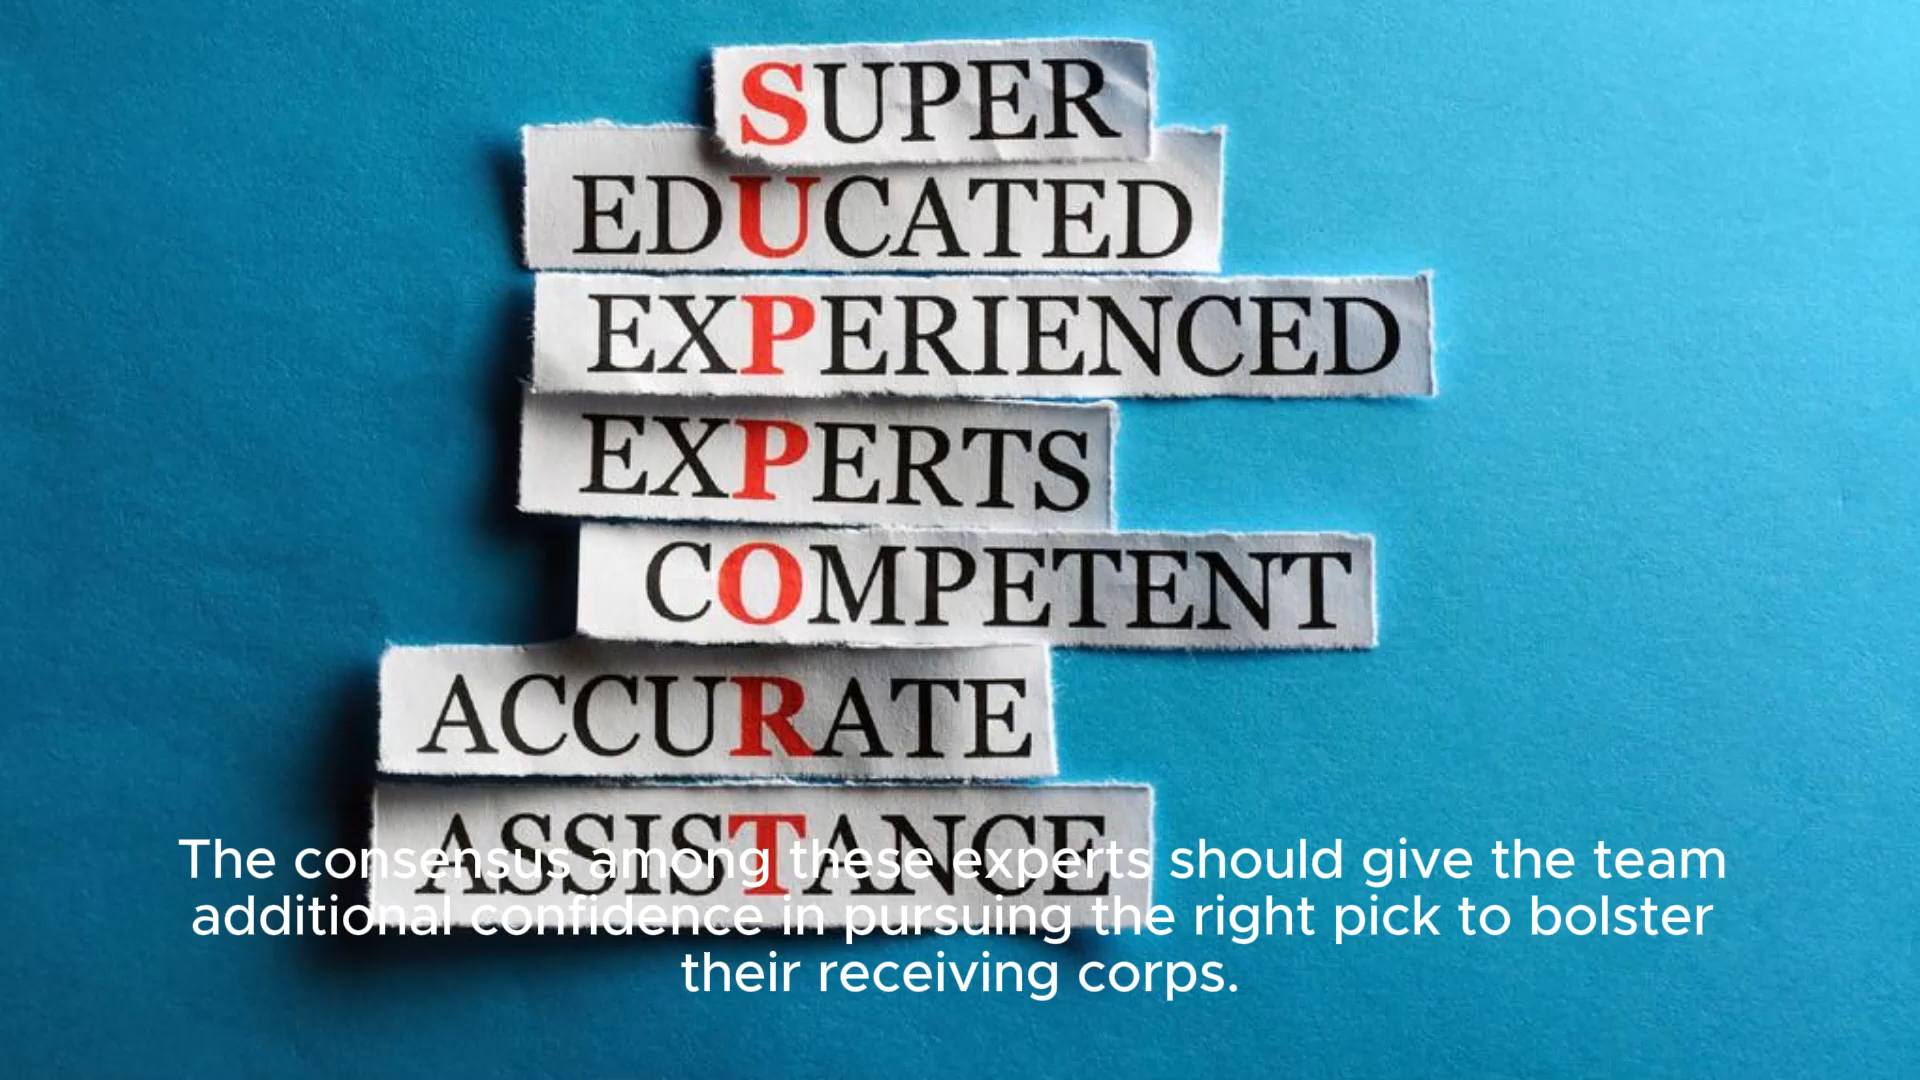 SUPER
EDUCATED
EXPERIENCED
EXPERTS
COMPETENT
ACCURATE
ASSISTANCE
The consensus among these experts should give the team
additional confidence in pursuing the right pick to bolster
their receiving corps.